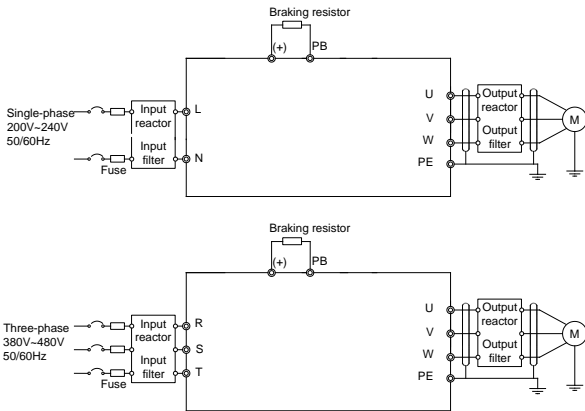 Braking resistor
(+) PB
Single-phase
200V~240V
50/60Hz
Fuse
Input
reactor
Input
filter
L
N
U
V
W
PE
Output
reactor
Output
filter
M
Braking resistor
(+) PB
Three-phase
380V~480V
50/60Hz
Fuse
Input
reactor
Input
filter
R
S
T
U
V
W
PE
Output
reactor
Output
filter
M